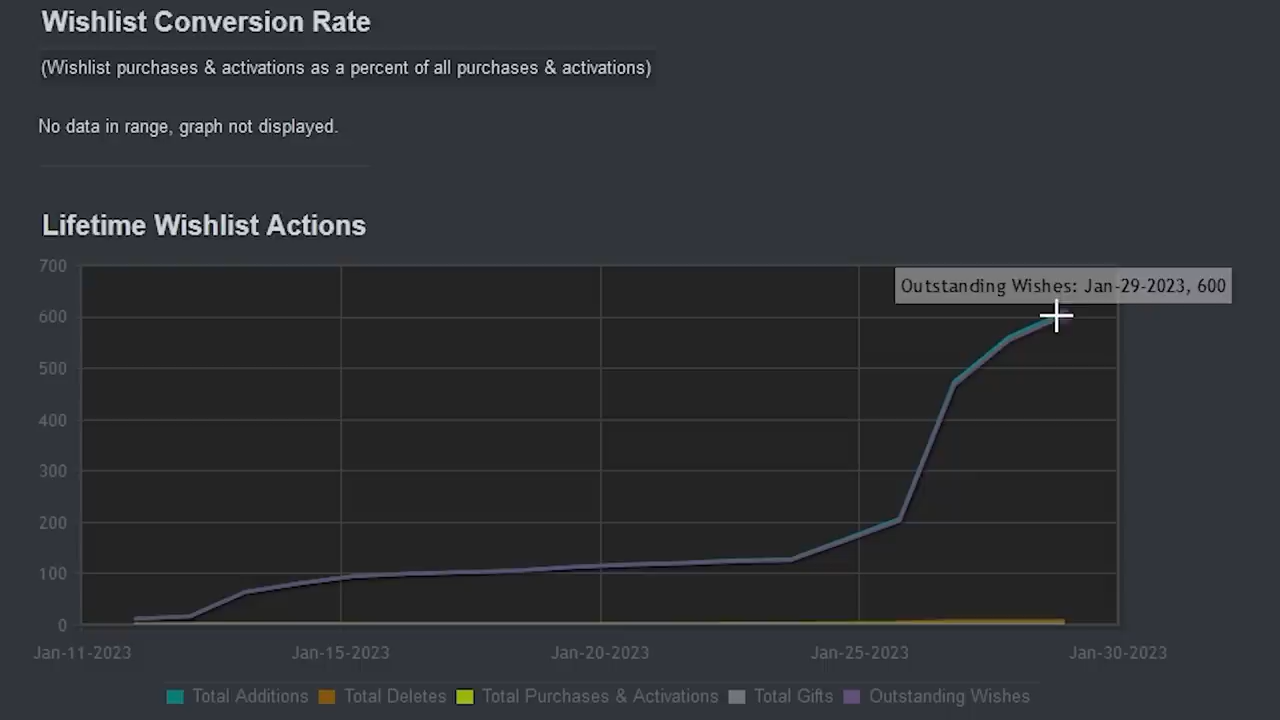 Wishlist Conversion Rate
(Wishlist purchases & activations as a percent of all purchases & activations)
No data in range, graph not displayed.
Lifetime Wishlist Actions
700
Outstanding Wishes: Jan-29-2023, 600
600
500
400
300
200
100
0
Jan-11-2023 Jan-15-2023 Jan-20-2023 Jan-25-2023 Jan-30-2023
Total Additions Total Deletes Total Purchases & Activations Total Gifts Outstanding Wishes